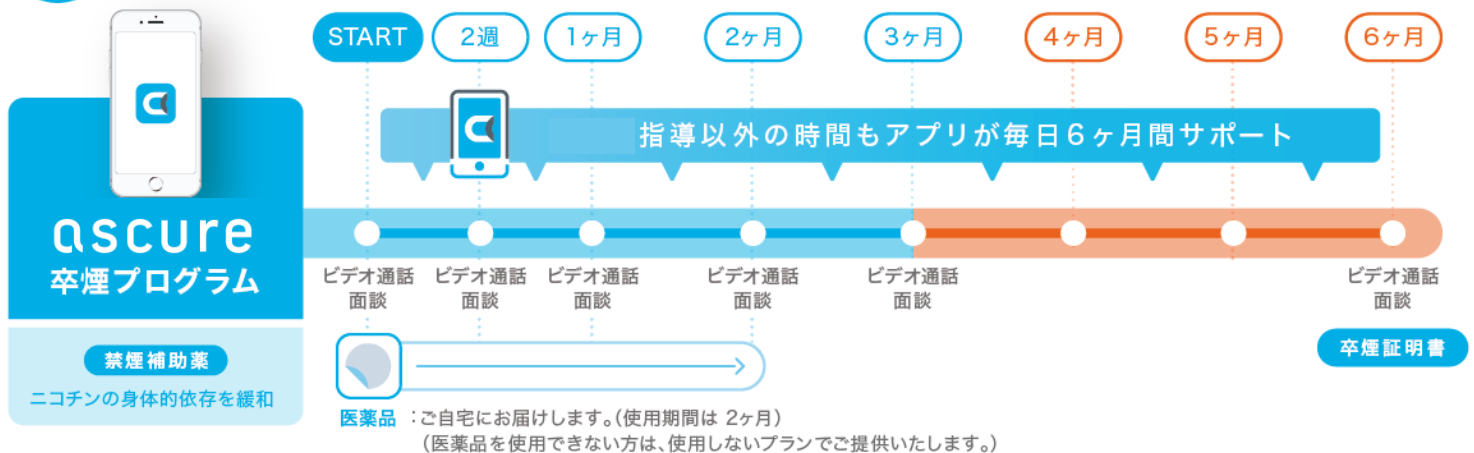 START
2週
1ヶ月
2ヶ月
3ヶ月
4ヶ月
5ヶ月
6ヶ月
指導以外の時間もアプリが毎日6ヶ月間サポート
ascure
卒煙プログラム
ビデオ通話
面談
ビデオ通話
面談
ビデオ通話
面談
ビデオ通話
面談
ビデオ通話
面談
ビデオ通話
面談
卒煙証明書
禁煙補助薬
ニコチンの身体的依存を緩和
医薬品 :ご自宅にお届けします。(使用期間は 2ヶ月)
(医薬品を使用できない方は、使用しないプランでご提供いたします。)